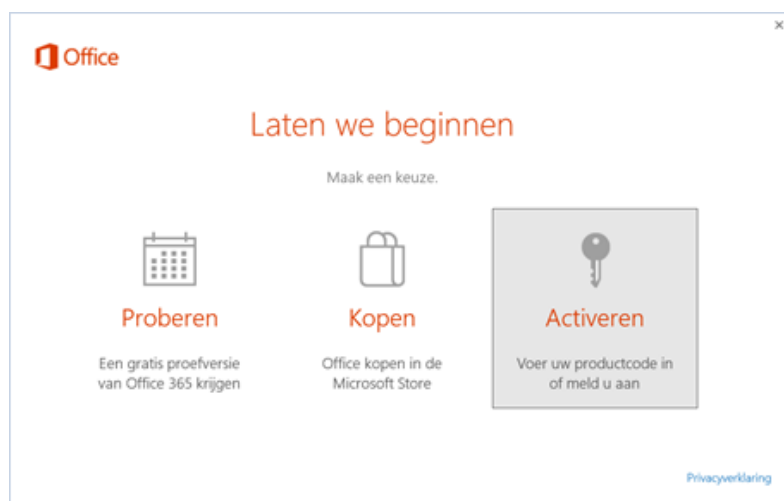 Office
Laten we beginnen
Maak een keuze.
Proberen
Een gratis proefversie
van Office 365 krijgen
Kopen
Office kopen in de
Microsoft Store
Activeren
Voer uw productcode in
of meld u aan
Privacyverklaring